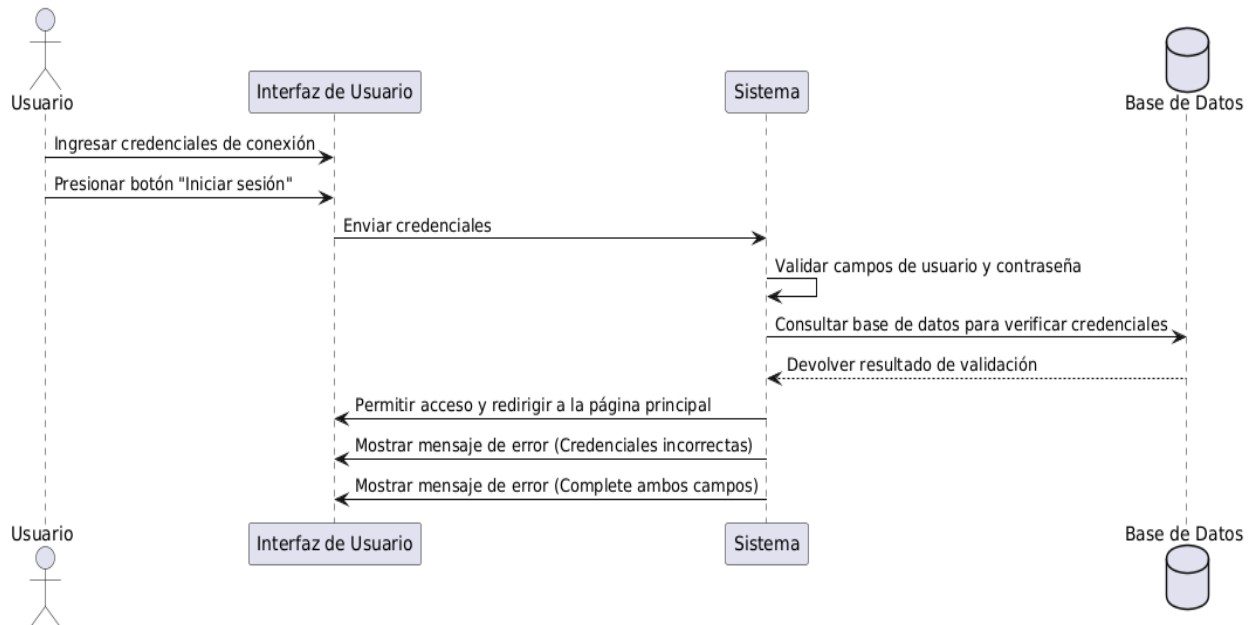 Usuario
Interfaz de Usuario
Sistema
Base de Datos
Ingresar credenciales de conexión
Presionar botón "Iniciar sesión"
Enviar credenciales
Validar campos de usuario y contraseña
Consultar base de datos para verificar credenciales
Devolver resultado de validación
Permitir acceso y redirigir a la página principal
Mostrar mensaje de error (Credenciales incorrectas)
Mostrar mensaje de error (Complete ambos campos)
Usuario
Interfaz de Usuario
Sistema
Base de Datos